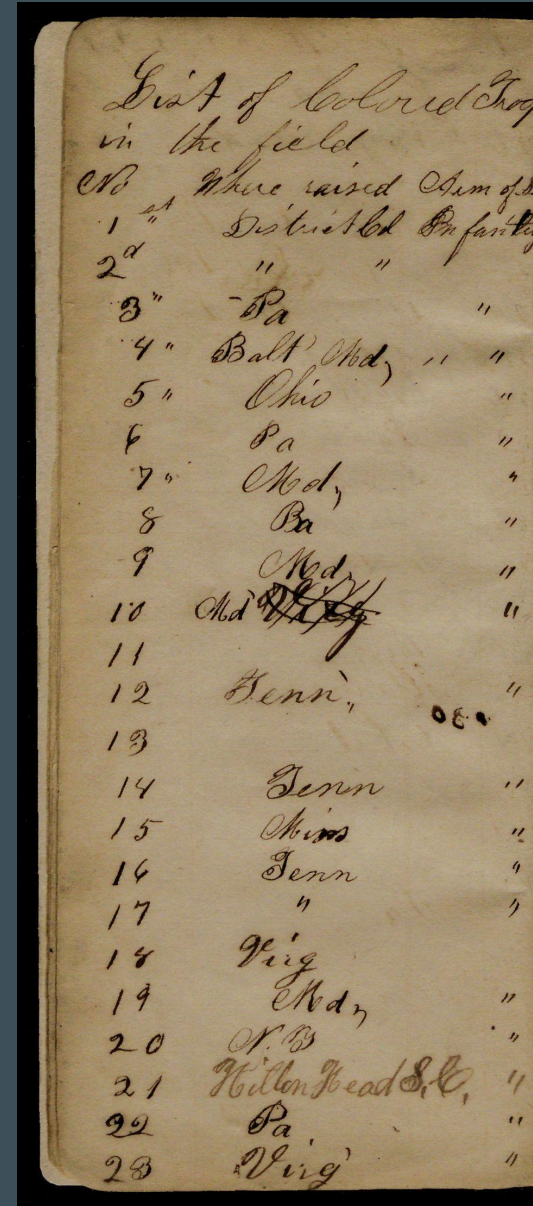 List of Colored Troo
in the field
No Where raised Arm of S
1st " District Col Infantry
2d " "
3 " - Pa "
4 " Balt Md, " "
5 " Ohio "
6 Pa "
7 " Md, "
8 Pa "
9 Md, "
10 Md "
11
12 Tenn "
13
14 Tenn "
15 Miss "
16 Tenn "
17 " "
18 Virg
19 Md, "
20 N.Y "
21 Hilton Head S.C. "
22 Pa "
23 Virg "